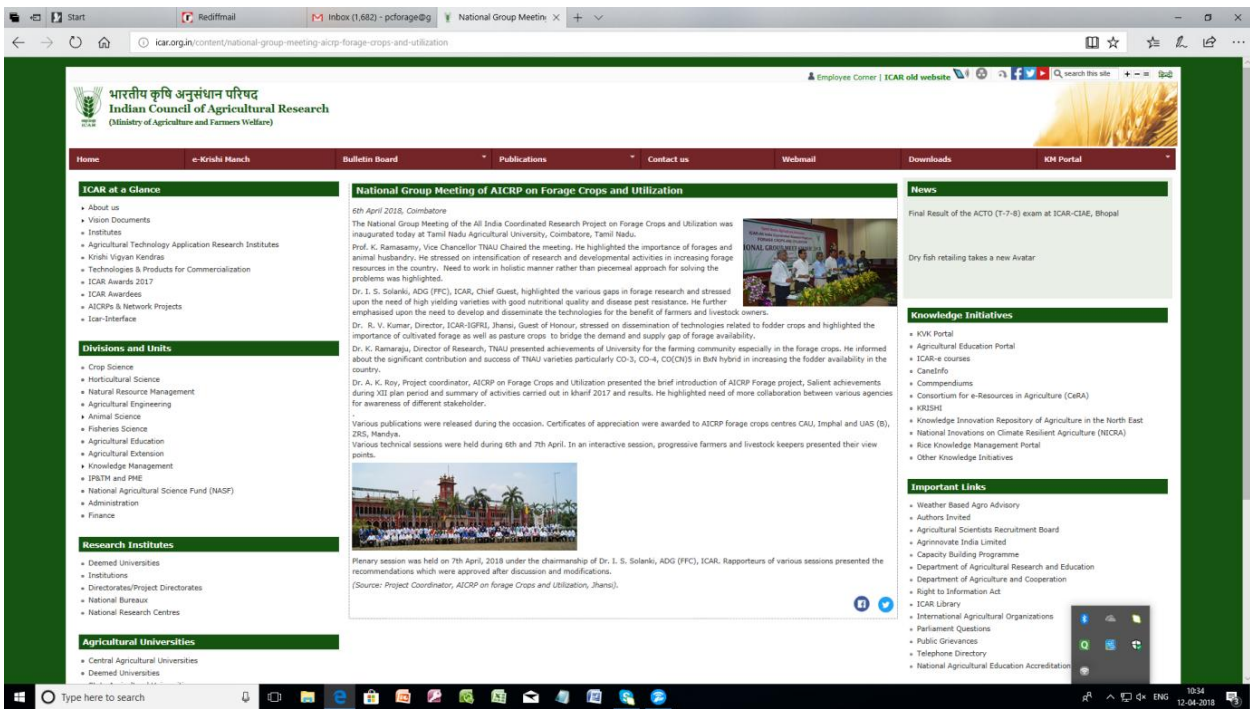 Start
Rediffmail
Inbox (1,682) - pcforage@g
National Group Meetin
icar.org.in/content/national-group-meeting-aicrp-forage-crops-and-utilization
Employee Corner | ICAR old website
search this site
+ - =
हिन्दी
भारतीय कृषि अनुसंधान परिषद
Indian Council of Agricultural Research
(Ministry of Agriculture and Farmers Welfare)
Home
e-Krishi Manch
Bulletin Board
Publications
Contact us
Webmail
Downloads
KM Portal
ICAR at a Glance
About us
Vision Documents
Institutes
Agricultural Technology Application Research Institutes
Krishi Vigyan Kendras
Technologies & Products for Commercialization
ICAR Awards 2017
ICAR Awardees
AICRPs & Network Projects
Icar-Interface
Divisions and Units
Crop Science
Horticultural Science
Natural Resource Management
Agricultural Engineering
Animal Science
Fisheries Science
Agricultural Education
Agricultural Extension
Knowledge Management
IP&TM and PME
National Agricultural Science Fund (NASF)
Administration
Finance
Research Institutes
Deemed Universities
Institutions
Directorates/Project Directorates
National Bureaux
National Research Centres
Agricultural Universities
Central Agricultural Universities
Deemed Universities
National Group Meeting of AICRP on Forage Crops and Utilization
6th April 2018, Coimbatore
The National Group Meeting of the All India Coordinated Research Project on Forage Crops and Utilization was
inaugurated today at Tamil Nadu Agricultural University, Coimbatore, Tamil Nadu.
Prof. K. Ramasamy, Vice Chancellor TNAU Chaired the meeting. He highlighted the importance of forages and
animal husbandry. He stressed on intensification of research and developmental activities in increasing forage
resources in the country. Need to work in holistic manner rather than piecemeal approach for solving the
problems was highlighted.
Dr. I. S. Solanki, ADG (FFC), ICAR, Chief Guest, highlighted the various gaps in forage research and stressed
upon the need of high yielding varieties with good nutritional quality and disease pest resistance. He further
emphasised upon the need to develop and disseminate the technologies for the benefit of farmers and livestock owners.
Dr. R. V. Kumar, Director, ICAR-IGFRI, Jhansi, Guest of Honour, stressed on dissemination of technologies related to fodder crops and highlighted the
importance of cultivated forage as well as pasture crops to bridge the demand and supply gap of forage availability.
Dr. K. Ramaraju, Director of Research, TNAU presented achievements of University for the farming community especially in the forage crops. He informed
about the significant contribution and success of TNAU varieties particularly CO-3, CO-4, CO(CN)5 in BxN hybrid in increasing the fodder availability in the
country.
Dr. A. K. Roy, Project coordinator, AICRP on Forage Crops and Utilization presented the brief introduction of AICRP Forage project, Salient achievements
during XII plan period and summary of activities carried out in kharif 2017 and results. He highlighted need of more collaboration between various agencies
for awareness of different stakeholder.
.
Various publications were released during the occasion. Certificates of appreciation were awarded to AICRP forage crops centres CAU, Imphal and UAS (B),
ZRS, Mandya.
Various technical sessions were held during 6th and 7th April. In an interactive session, progressive farmers and livestock keepers presented their view
points.
Plenary session was held on 7th April, 2018 under the chairmanship of Dr. I. S. Solanki, ADG (FFC), ICAR. Rapporteurs of various sessions presented the
recommendations which were approved after discussion and modifications.
(Source: Project Coordinator, AICRP on forage Crops and Utilization, Jhansi).
News
Final Result of the ACTO (T-7-8) exam at ICAR-CIAE, Bhopal
Dry fish retailing takes a new Avatar
Knowledge Initiatives
KVK Portal
Agricultural Education Portal
ICAR-e courses
CaneInfo
Commpendiums
Consortium for e-Resources in Agriculture (CeRA)
KRISHI
Knowledge Innovation Repository of Agriculture in the North East
National Inovations on Climate Resilient Agriculture (NICRA)
Rice Knowledge Management Portal
Other Knowledge Initiatives
Important Links
Weather Based Agro Advisory
Authors Invited
Agricultural Scientists Recruitment Board
Agrinnovate India Limited
Capacity Building Programme
Department of Agricultural Research and Education
Department of Agriculture and Cooperation
Right to Information Act
ICAR Library
International Agricultural Organizations
Parliament Questions
Public Grievances
Telephone Directory
National Agricultural Education Accreditation
Type here to search
ENG
10:34
12-04-2018